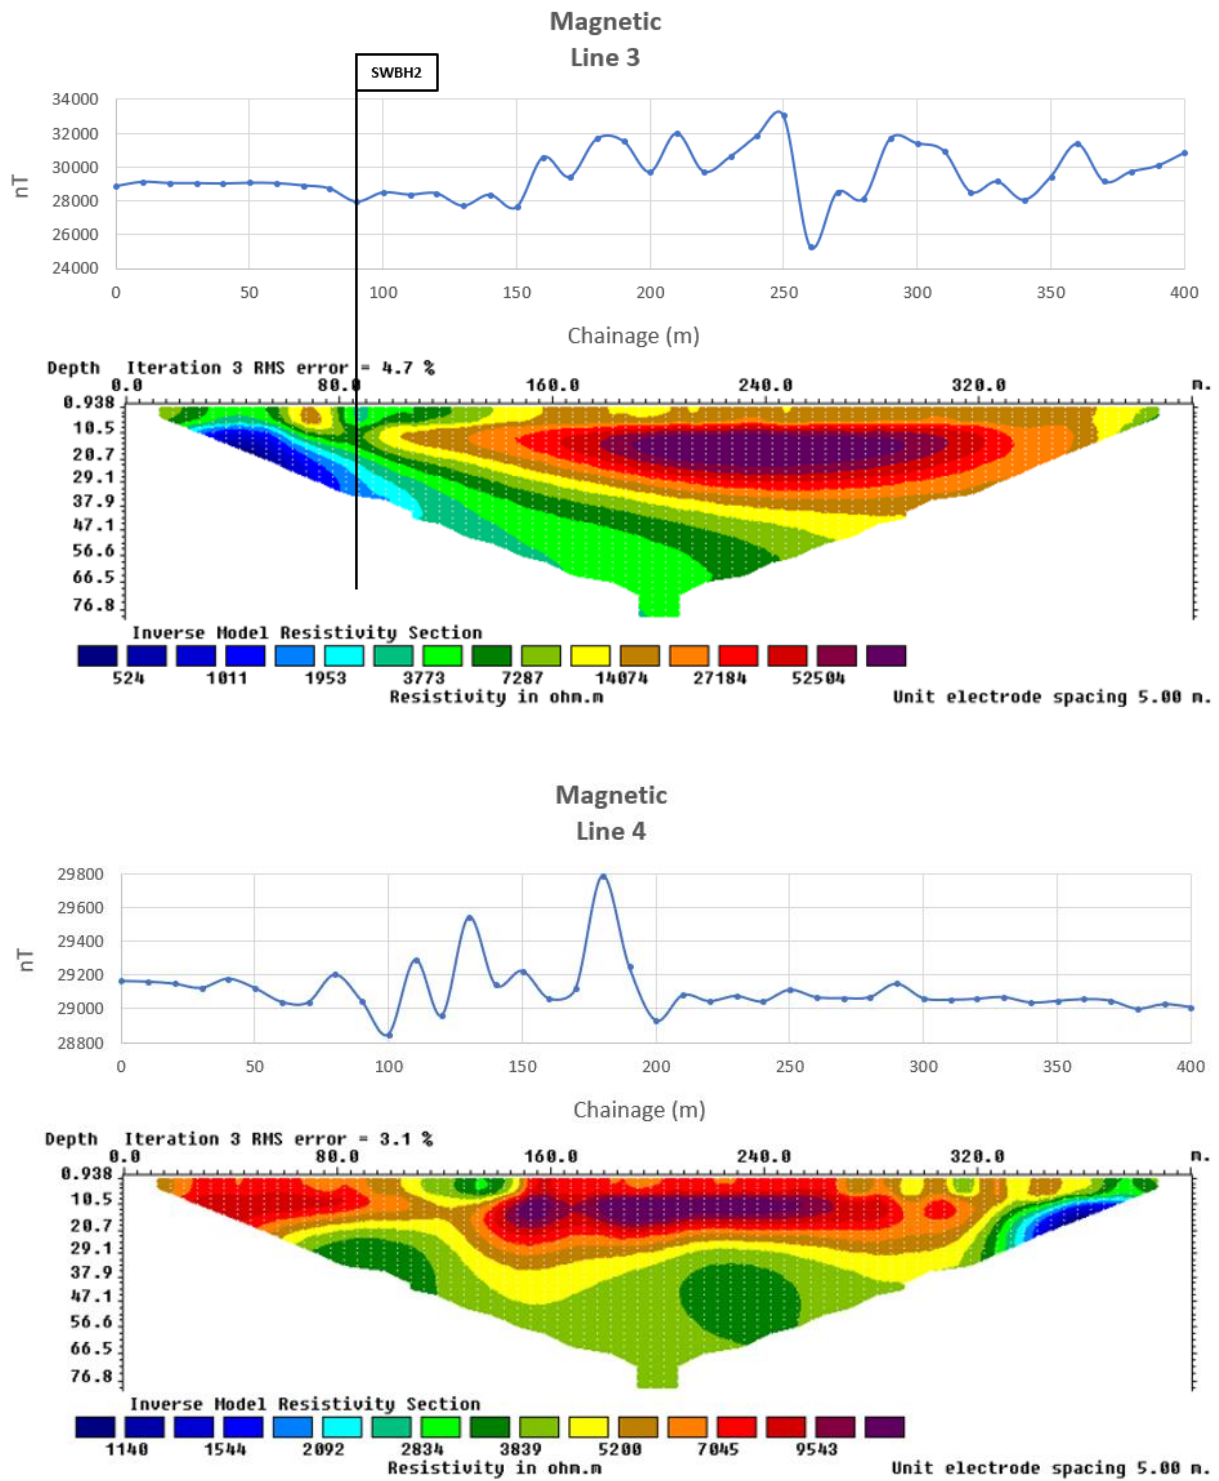 Magnetic
Line 3
SWBH2
34000
32000
30000
28000
26000
24000
nT
0 50 100 150 200 250 300 350 400
Chainage (m)
Depth Iteration 3 RMS error = 4.7 %
0.0 80.0 160.0 240.0 320.0 m.
0.938
10.5
20.7
29.1
37.9
47.1
56.6
66.5
76.8
Inverse Model Resistivity Section
524 1011 1953 3773 7287 14074 27184 52504
Resistivity in ohm.m Unit electrode spacing 5.00 m.
Magnetic
Line 4
29800
29600
29400
29200
29000
28800
nT
0 50 100 150 200 250 300 350 400
Chainage (m)
Depth Iteration 3 RMS error = 3.1 %
0.0 80.0 160.0 240.0 320.0 m.
0.938
10.5
20.7
29.1
37.9
47.1
56.6
66.5
76.8
Inverse Model Resistivity Section
1140 1544 2092 2834 3839 5200 7045 9543
Resistivity in ohm.m Unit electrode spacing 5.00 m.